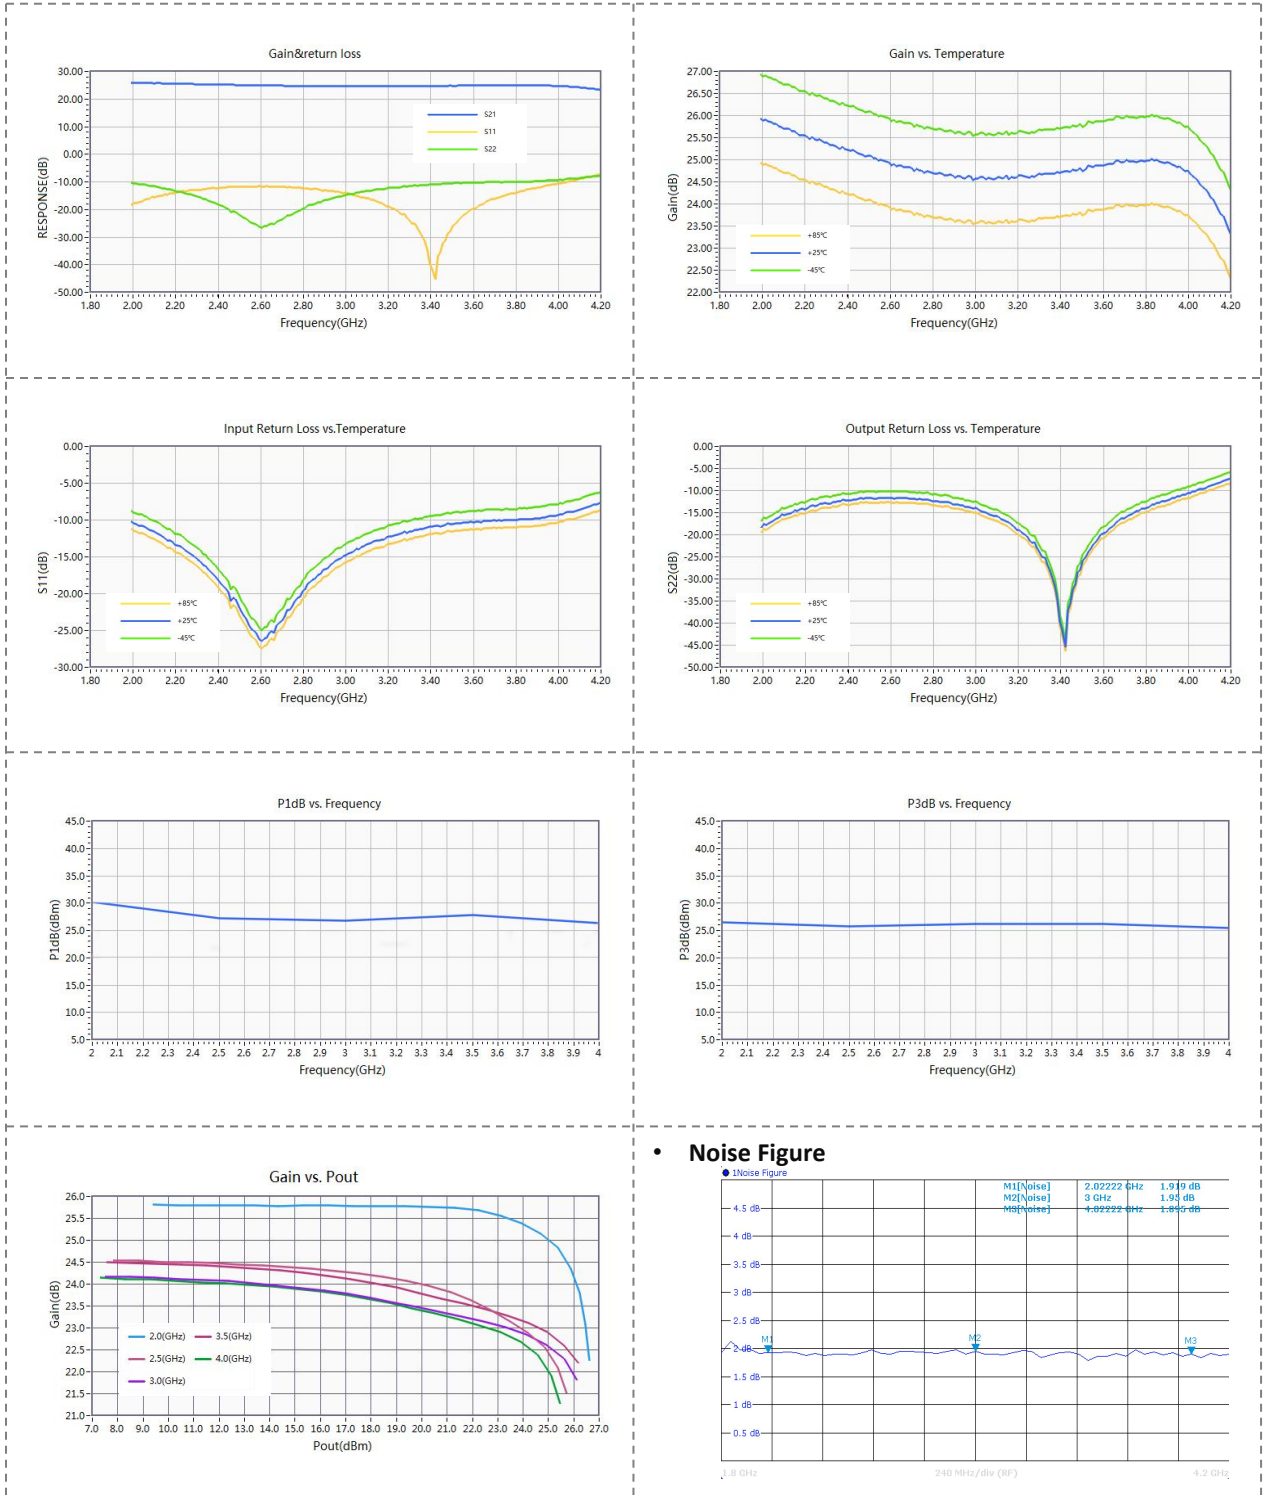 Gain&return loss
30.00
20.00
10.00
0.00
-10.00
-20.00
-30.00
-40.00
-50.00
RESPONSE(dB)
S21
S11
S22
1.80 2.00 2.20 2.40 2.60 2.80 3.00 3.20 3.40 3.60 3.80 4.00 4.20
Frequency(GHz)
Gain vs. Temperature
27.00
26.50
26.00
25.50
25.00
24.50
24.00
23.50
23.00
22.50
22.00
Gain(dB)
+85℃
+25℃
-45℃
1.80 2.00 2.20 2.40 2.60 2.80 3.00 3.20 3.40 3.60 3.80 4.00 4.20
Frequency(GHz)
Input Return Loss vs.Temperature
0.00
-5.00
-10.00
-15.00
-20.00
-25.00
-30.00
S11(dB)
+85℃
+25℃
-45℃
1.80 2.00 2.20 2.40 2.60 2.80 3.00 3.20 3.40 3.60 3.80 4.00 4.20
Frequency(GHz)
Output Return Loss vs. Temperature
0.00
-5.00
-10.00
-15.00
-20.00
-25.00
-30.00
-35.00
-40.00
-45.00
-50.00
S22(dB)
+85℃
+25℃
-45℃
1.80 2.00 2.20 2.40 2.60 2.80 3.00 3.20 3.40 3.60 3.80 4.00 4.20
Frequency(GHz)
P1dB vs. Frequency
45.0
40.0
35.0
30.0
25.0
20.0
15.0
10.0
5.0
P1dB(dBm)
2 2.1 2.2 2.3 2.4 2.5 2.6 2.7 2.8 2.9 3 3.1 3.2 3.3 3.4 3.5 3.6 3.7 3.8 3.9 4
Frequency(GHz)
P3dB vs. Frequency
45.0
40.0
35.0
30.0
25.0
20.0
15.0
10.0
5.0
P3dB(dBm)
2 2.1 2.2 2.3 2.4 2.5 2.6 2.7 2.8 2.9 3 3.1 3.2 3.3 3.4 3.5 3.6 3.7 3.8 3.9 4
Frequency(GHz)
Gain vs. Pout
26.0
25.5
25.0
24.5
24.0
23.5
23.0
22.5
22.0
21.5
21.0
Gain(dB)
2.0(GHz) 3.5(GHz)
2.5(GHz) 4.0(GHz)
3.0(GHz)
7.0 8.0 9.0 10.0 11.0 12.0 13.0 14.0 15.0 16.0 17.0 18.0 19.0 20.0 21.0 22.0 23.0 24.0 25.0 26.0 27.0
Pout(dBm)
• Noise Figure
1Noise Figure
M1[Noise] 2.02222 GHz 1.919 dB
M2[Noise] 3 GHz 1.95 dB
M3[Noise] 4.02222 GHz 1.895 dB
4.5 dB
4 dB
3.5 dB
3 dB
2.5 dB
2 dB
1.5 dB
1 dB
0.5 dB
M1
M2
M3
1.8 GHz 240 MHz/div (RF) 4.2 GHz